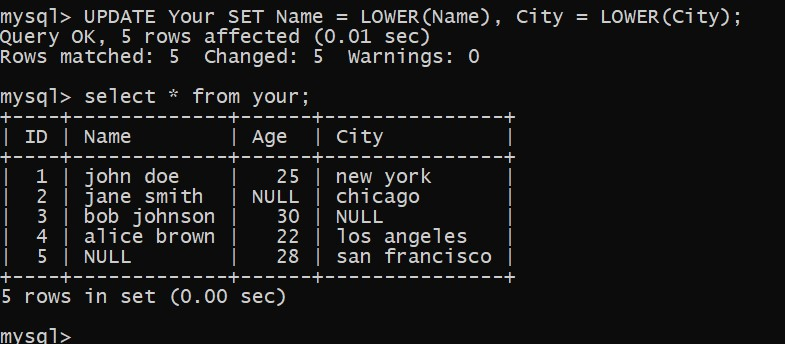 mysql> UPDATE Your SET Name = LOWER(Name), City = LOWER(City);
Query OK, 5 rows affected (0.01 sec)
Rows matched: 5  Changed: 5  Warnings: 0

mysql> select * from your;
+----+-------------+------+---------------+
| ID | Name        | Age  | City          |
+----+-------------+------+---------------+
|  1 | john doe    |   25 | new york      |
|  2 | jane smith  | NULL | chicago       |
|  3 | bob johnson |   30 | NULL          |
|  4 | alice brown |   22 | los angeles   |
|  5 | NULL        |   28 | san francisco |
+----+-------------+------+---------------+
5 rows in set (0.00 sec)

mysql>